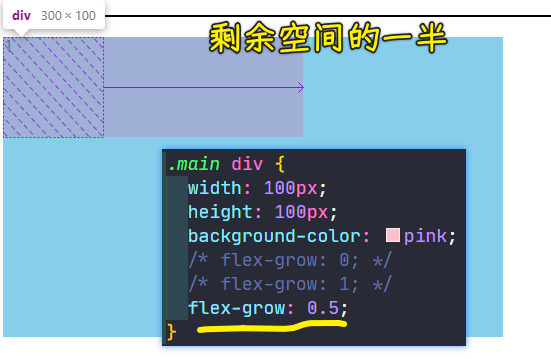 div 300 × 100
剩余空间的一半
1
.main div {
width: 100px;
height: 100px;
background-color: pink;
/* flex-grow: 0; */
/* flex-grow: 1; */
flex-grow: 0.5;
}